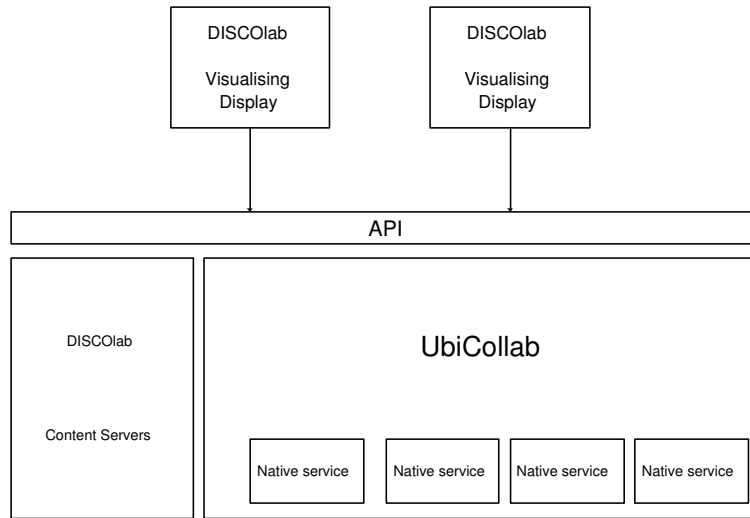 DISCOlab
Visualising
Display
DISCOlab
Visualising
Display
API
DISCOlab
Content Servers
UbiCollab
Native service
Native service
Native service
Native service